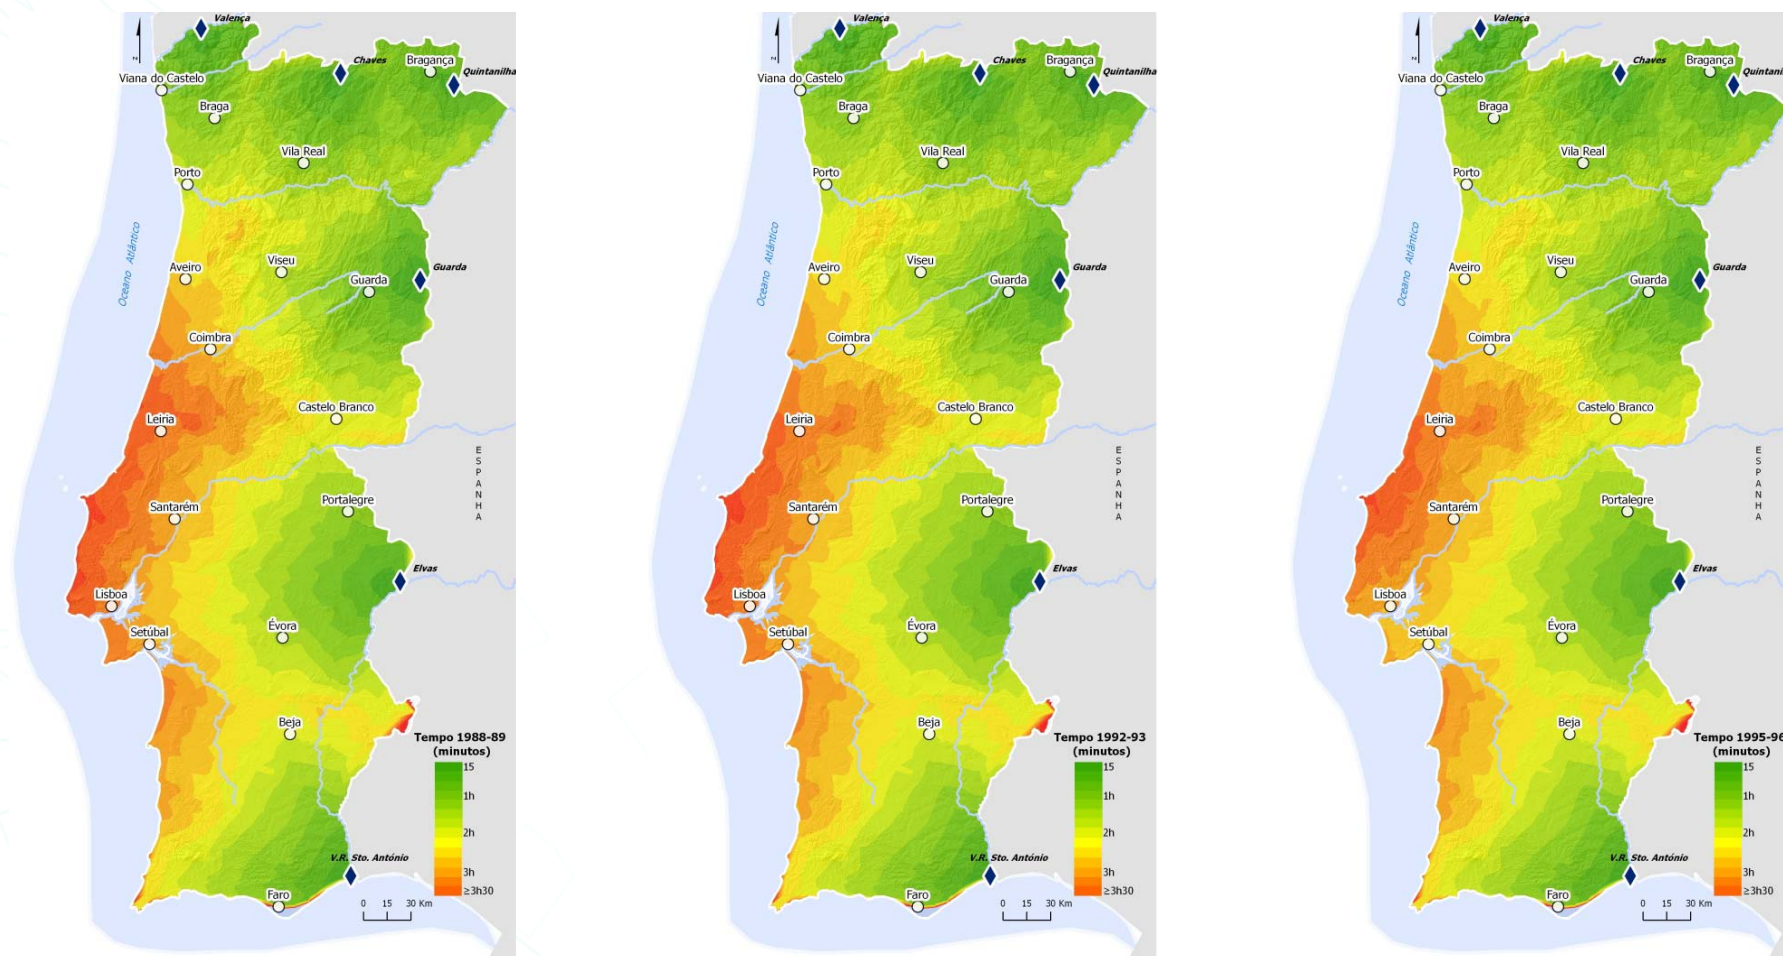 Valença
N
Chaves
Bragança
Quintanilha
Viana do Castelo
Braga
Vila Real
Porto
Oceano Atlântico
Aveiro
Viseu
Guarda
Guarda
Coimbra
Leiria
Castelo Branco
ESPANHA
Santarém
Portalegre
Elvas
Lisboa
Setúbal
Évora
Beja
Tempo 1988-89
(minutos)
15
1h
2h
3h
≥3h30
V.R. Sto. António
Faro
0 15 30 Km
Valença
N
Chaves
Bragança
Quintanilha
Viana do Castelo
Braga
Vila Real
Porto
Oceano Atlântico
Aveiro
Viseu
Guarda
Guarda
Coimbra
Leiria
Castelo Branco
ESPANHA
Santarém
Portalegre
Elvas
Lisboa
Setúbal
Évora
Beja
Tempo 1992-93
(minutos)
15
1h
2h
3h
≥3h30
V.R. Sto. António
Faro
0 15 30 Km
Valença
N
Chaves
Bragança
Viana do Castelo
Braga
Vila Real
Porto
Oceano Atlântico
Aveiro
Viseu
Guarda
Guarda
Coimbra
Leiria
Castelo Branco
ESPANHA
Santarém
Portalegre
Elvas
Lisboa
Setúbal
Évora
Beja
Tempo 1995-96
(minutos)
15
1h
2h
3h
≥3h30
V.R. Sto. António
Faro
0 15 30 Km